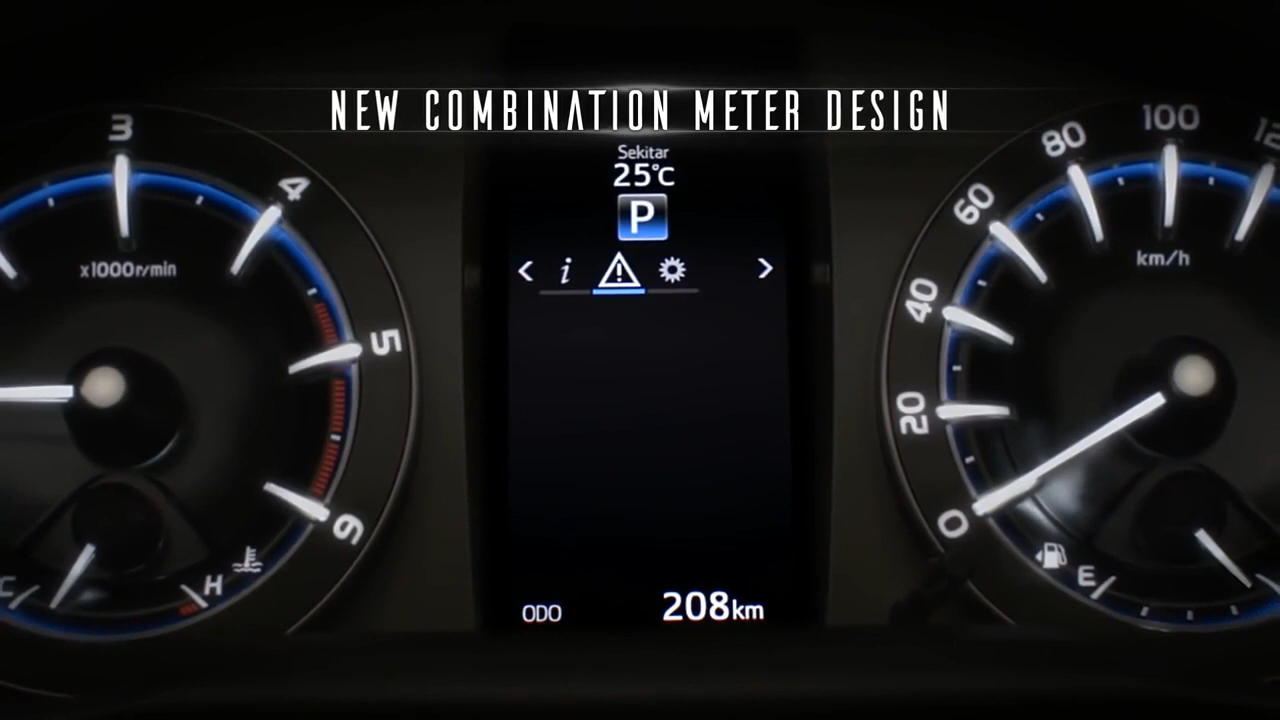 NEW COMBINATION METER DESIGN
Sekitar
25°C
P
i
3
4
5
6
x1000r/min
C
H
ODO
208km
0
20
40
60
80
100
km/h
E